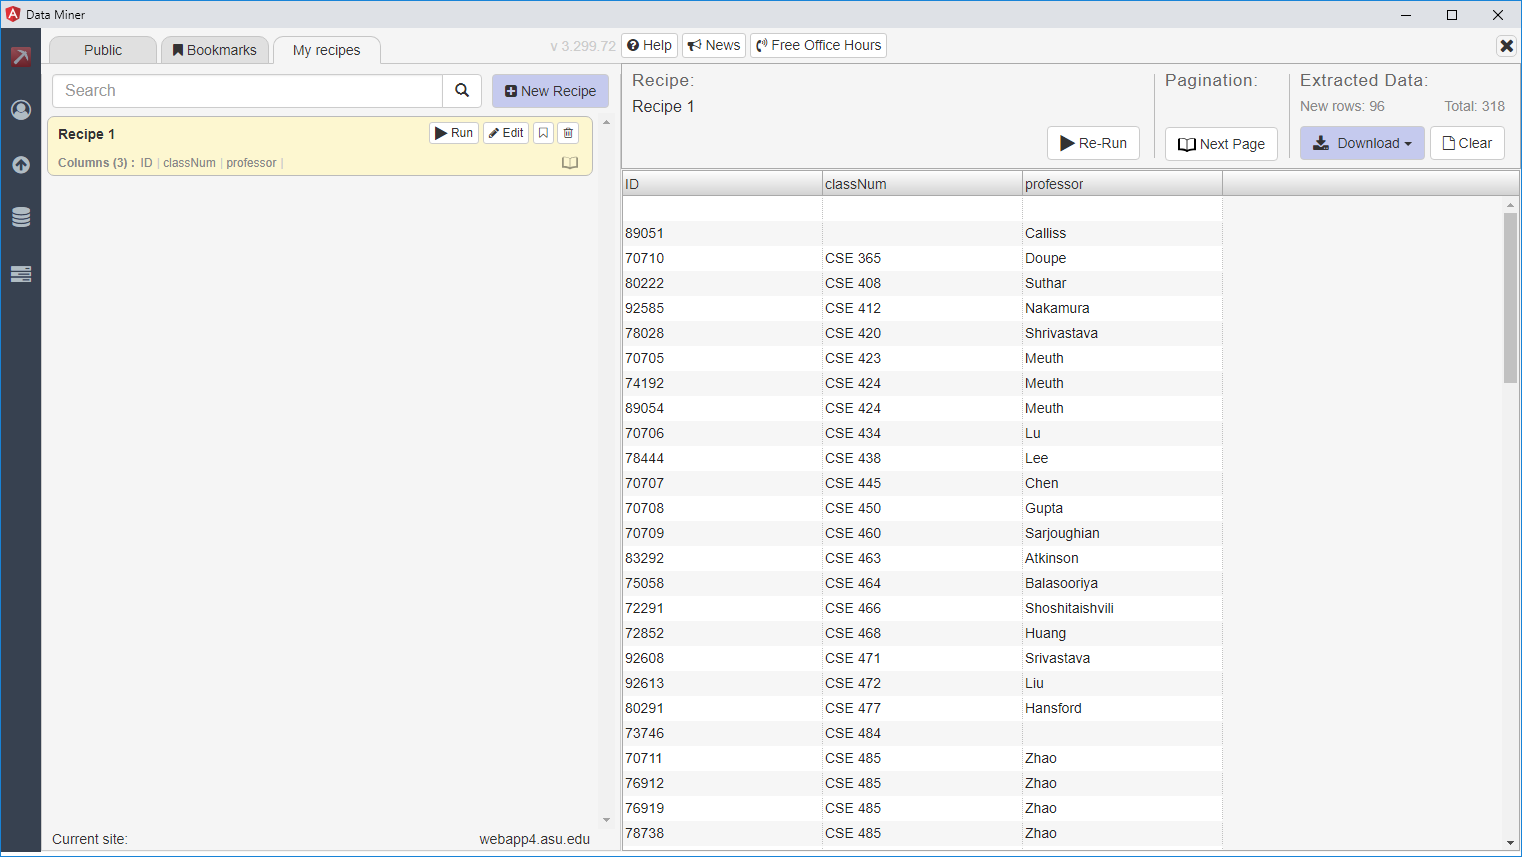 Data Miner
Public
Bookmarks
My recipes
v 3.299.72
Help
News
Free Office Hours
Search
New Recipe
Recipe 1
Run
Edit
Columns (3) : ID | classNum | professor |
Current site:
webapp4.asu.edu
Recipe:
Recipe 1
Re-Run
Pagination:
Next Page
Extracted Data:
New rows: 96
Total: 318
Download
Clear
ID classNum professor
89051 Calliss
70710 CSE 365 Doupe
80222 CSE 408 Suthar
92585 CSE 412 Nakamura
78028 CSE 420 Shrivastava
70705 CSE 423 Meuth
74192 CSE 424 Meuth
89054 CSE 424 Meuth
70706 CSE 434 Lu
78444 CSE 438 Lee
70707 CSE 445 Chen
70708 CSE 450 Gupta
70709 CSE 460 Sarjoughian
83292 CSE 463 Atkinson
75058 CSE 464 Balasooriya
72291 CSE 466 Shoshitaishvili
72852 CSE 468 Huang
92608 CSE 471 Srivastava
92613 CSE 472 Liu
80291 CSE 477 Hansford
73746 CSE 484
70711 CSE 485 Zhao
76912 CSE 485 Zhao
76919 CSE 485 Zhao
78738 CSE 485 Zhao